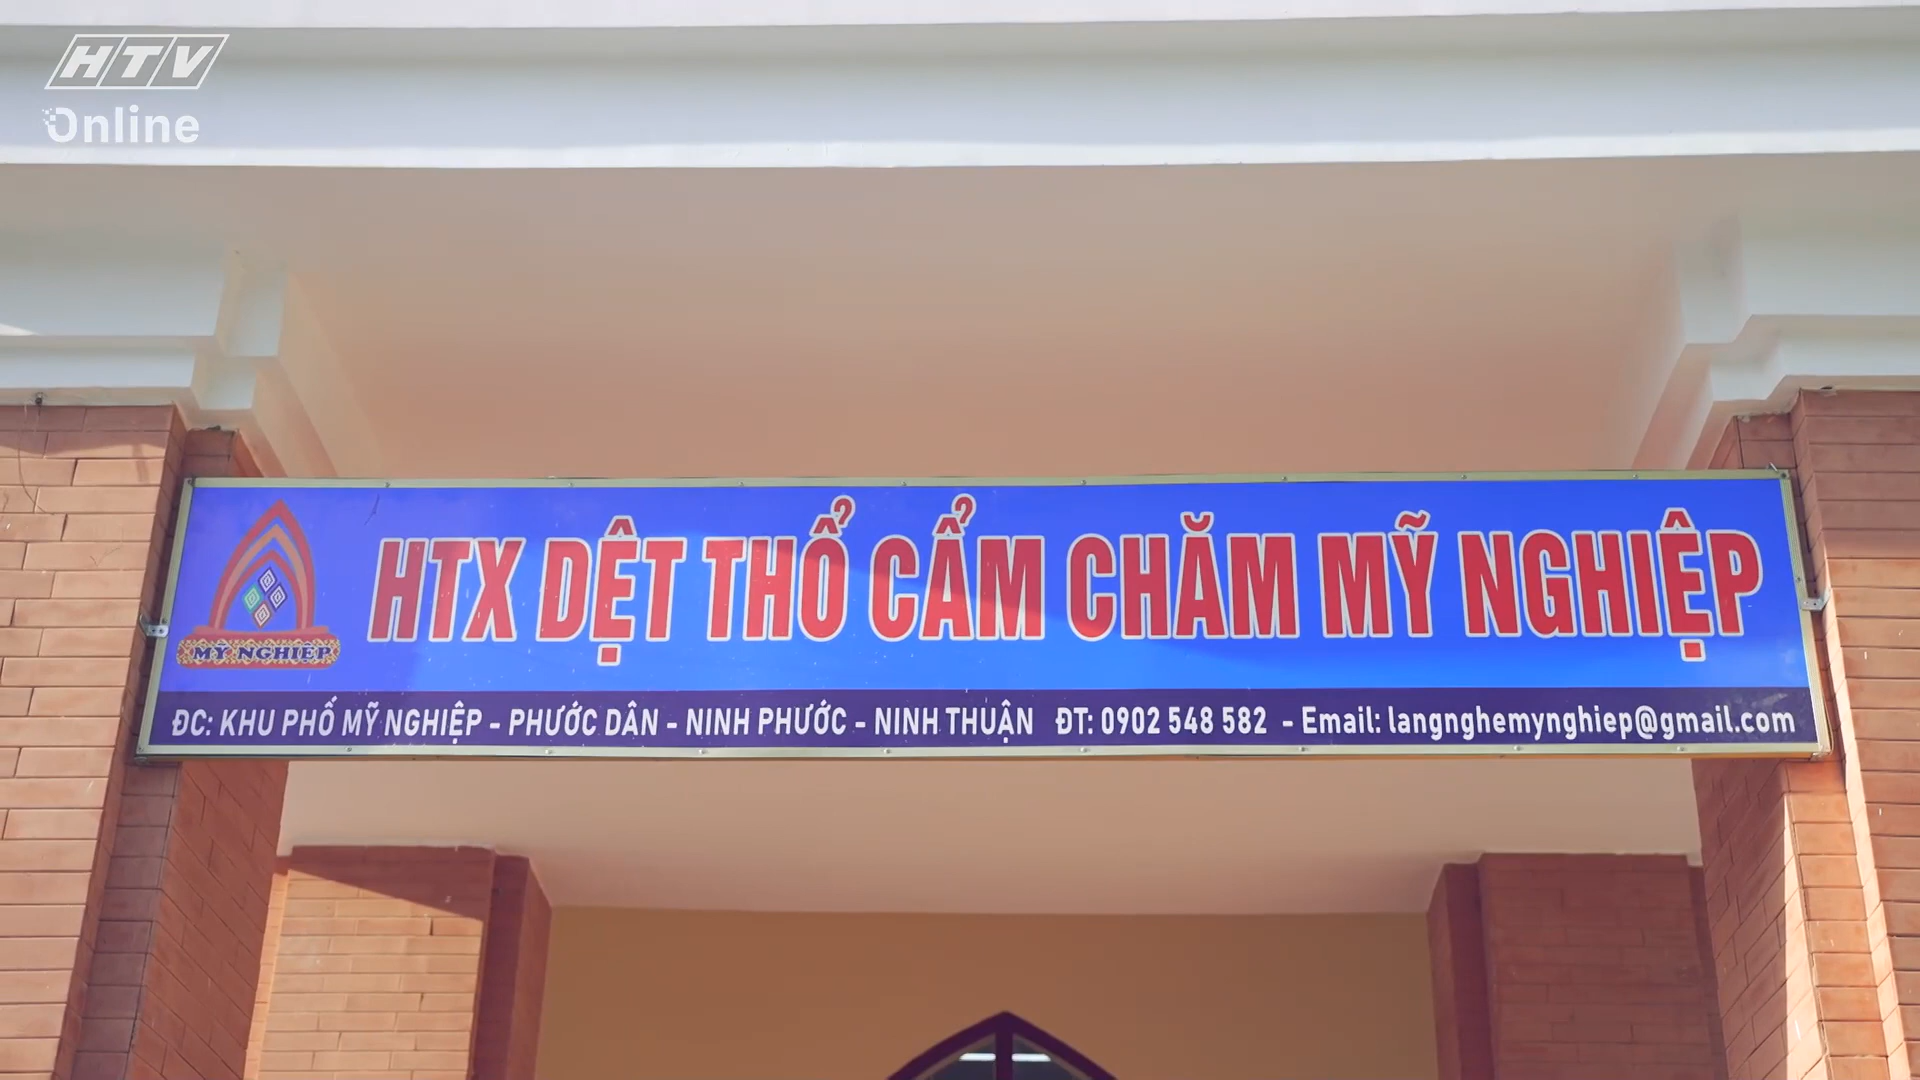 HTV
Online
HTX DỆT THỔ CẨM CHĂM MỸ NGHIỆP
MỸ NGHIỆP
ĐC: KHU PHỐ MỸ NGHIỆP - PHƯỚC DÂN - NINH PHƯỚC - NINH THUẬN ĐT: 0902 548 582 - Email: langnghemynghiep@gmail.com